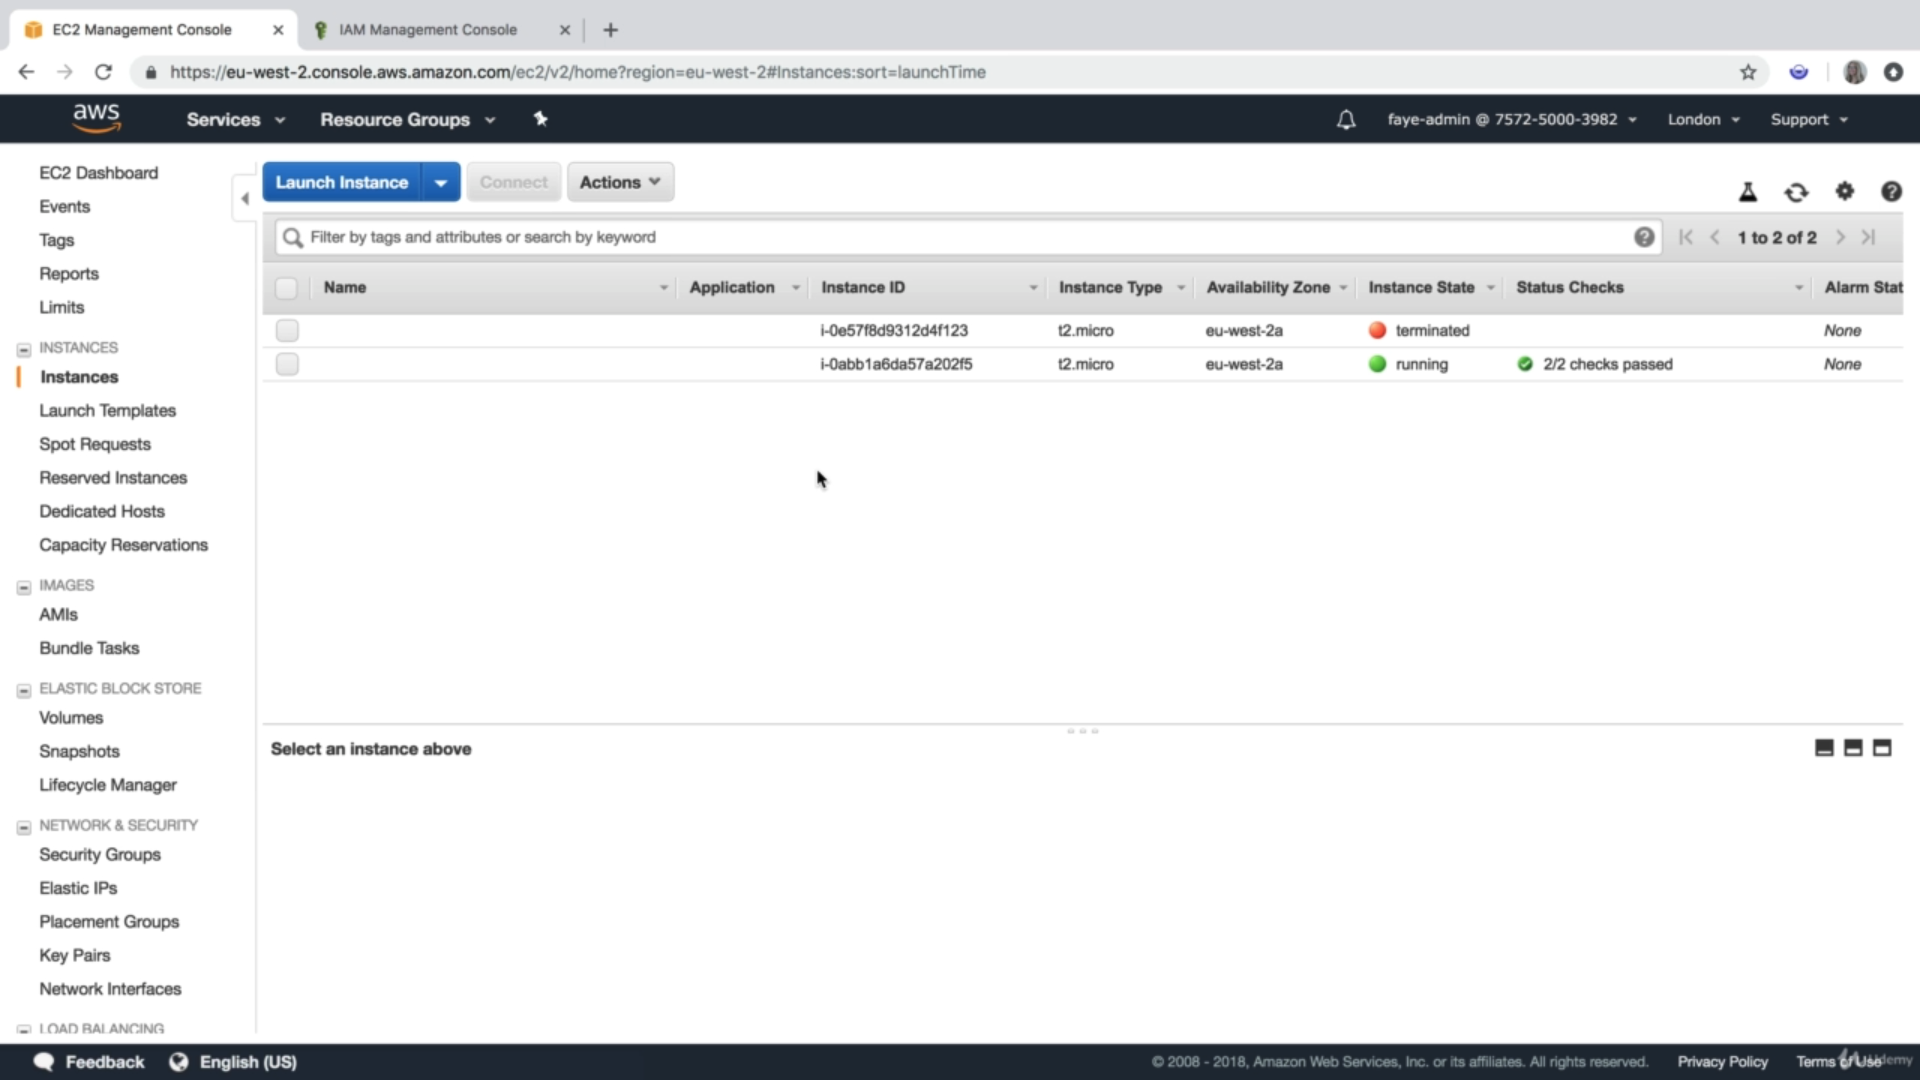 EC2 Management Console
IAM Management Console
https://eu-west-2.console.aws.amazon.com/ec2/v2/home?region=eu-west-2#Instances:sort=launchTime
aws
Services
Resource Groups
faye-admin @ 7572-5000-3982
London
Support
EC2 Dashboard
Events
Tags
Reports
Limits
INSTANCES
Instances
Launch Templates
Spot Requests
Reserved Instances
Dedicated Hosts
Capacity Reservations
IMAGES
AMIs
Bundle Tasks
ELASTIC BLOCK STORE
Volumes
Snapshots
Lifecycle Manager
NETWORK & SECURITY
Security Groups
Elastic IPs
Placement Groups
Key Pairs
Network Interfaces
LOAD BALANCING
Launch Instance
Connect
Actions
Filter by tags and attributes or search by keyword
1 to 2 of 2
Name Application Instance ID Instance Type Availability Zone Instance State Status Checks Alarm Stat
i-0e57f8d9312d4f123 t2.micro eu-west-2a terminated None
i-0abb1a6da57a202f5 t2.micro eu-west-2a running 2/2 checks passed None
Select an instance above
Feedback
English (US)
© 2008 - 2018, Amazon Web Services, Inc. or its affiliates. All rights reserved.
Privacy Policy
Terms of Use